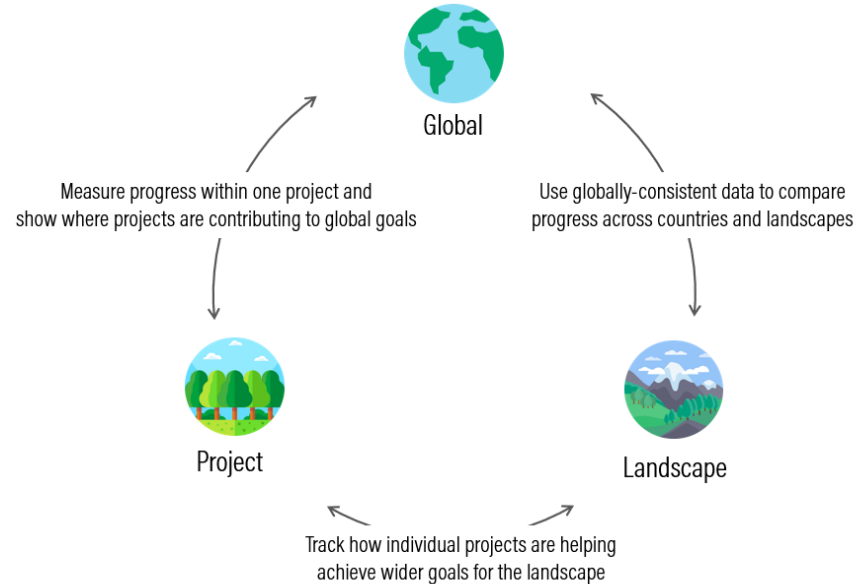 Global
Measure progress within one project and
show where projects are contributing to global goals
Use globally-consistent data to compare
progress across countries and landscapes
Project
Landscape
Track how individual projects are helping
achieve wider goals for the landscape